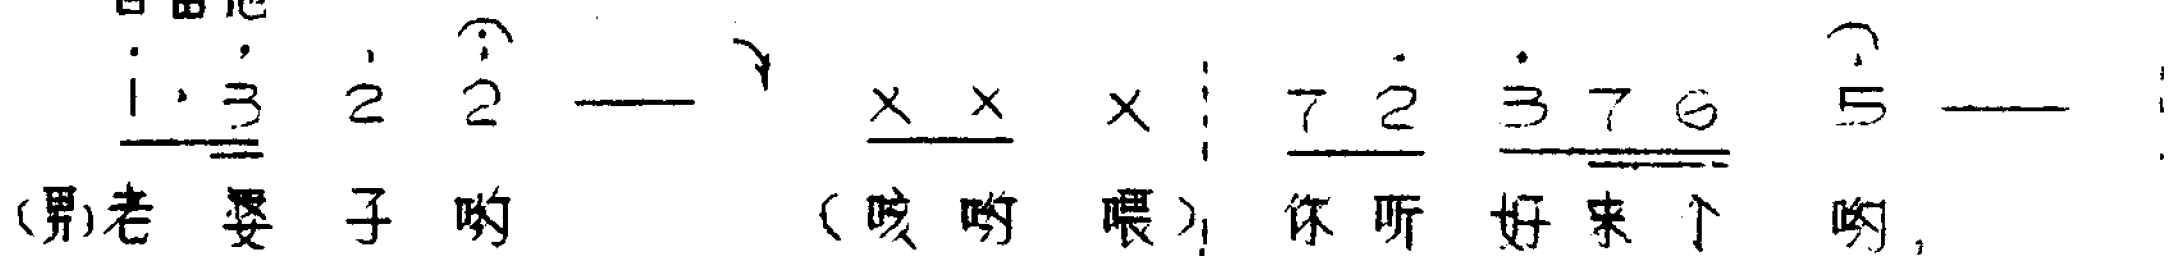 1 · 3 2 2 — X X X 7 2 3 7 6 5 —
(男)老 婆 子 哟 (咳 哟 喂) 你 听 好 来 个 哟,